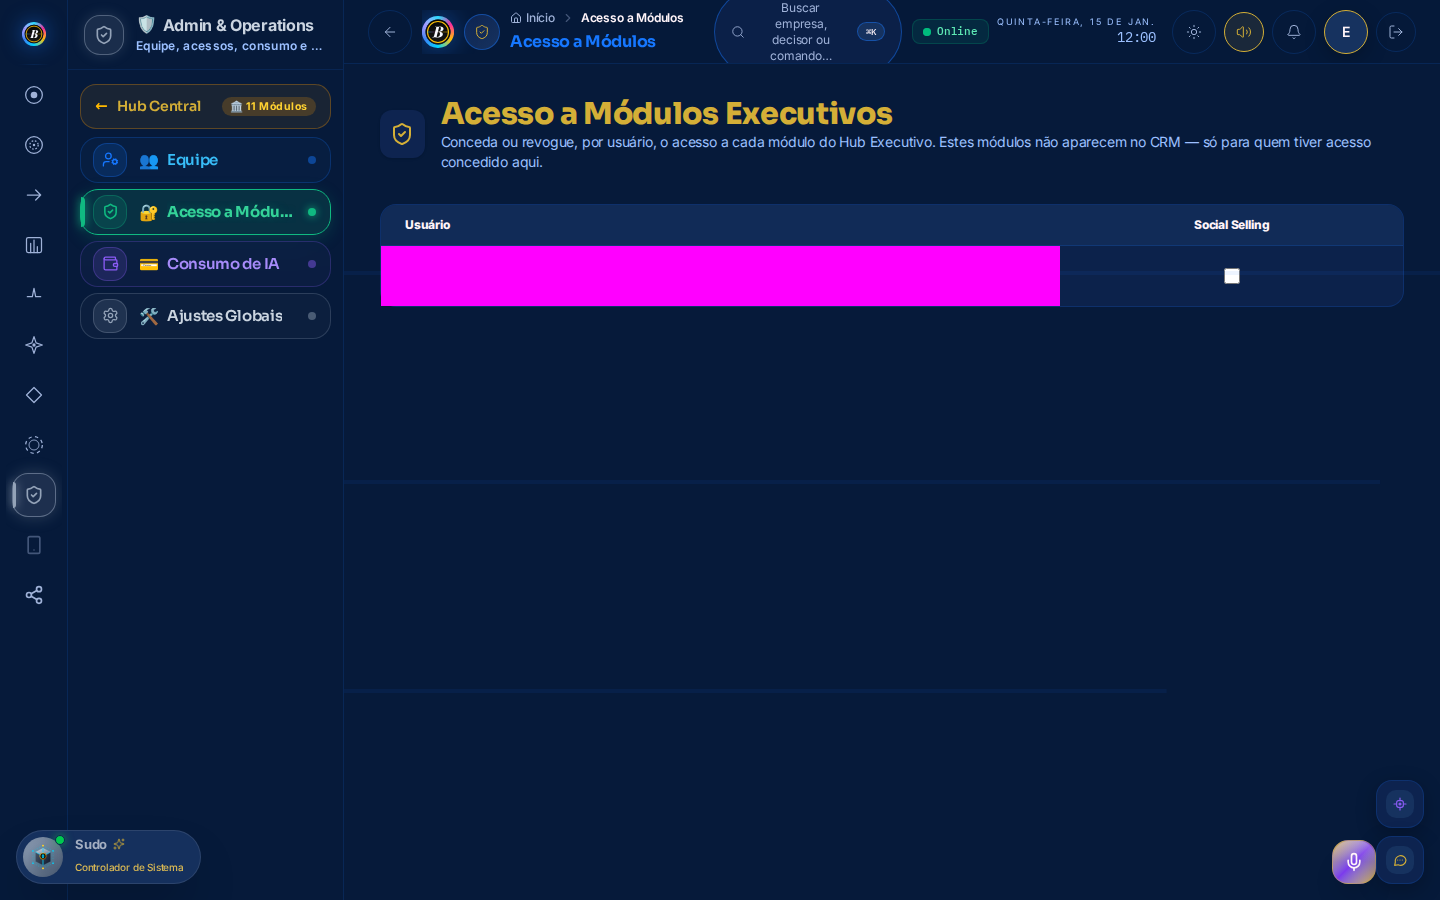 🛡️ Admin & Operations
Equipe, acessos, consumo e ...
← Hub Central
🏛️ 11 Módulos
👥 Equipe
🔐 Acesso a Módu...
💳 Consumo de IA
🛠️ Ajustes Globais
Sudo
Controlador de Sistema
B
Início > Acesso a Módulos
Acesso a Módulos
Buscar
empresa,
decisor ou
comando...
⌘K
Online
QUINTA-FEIRA, 15 DE JAN.
12:00
E
Acesso a Módulos Executivos
Conceda ou revogue, por usuário, o acesso a cada módulo do Hub Executivo. Estes módulos não aparecem no CRM — só para quem tiver acesso
concedido aqui.
Usuário
Social Selling